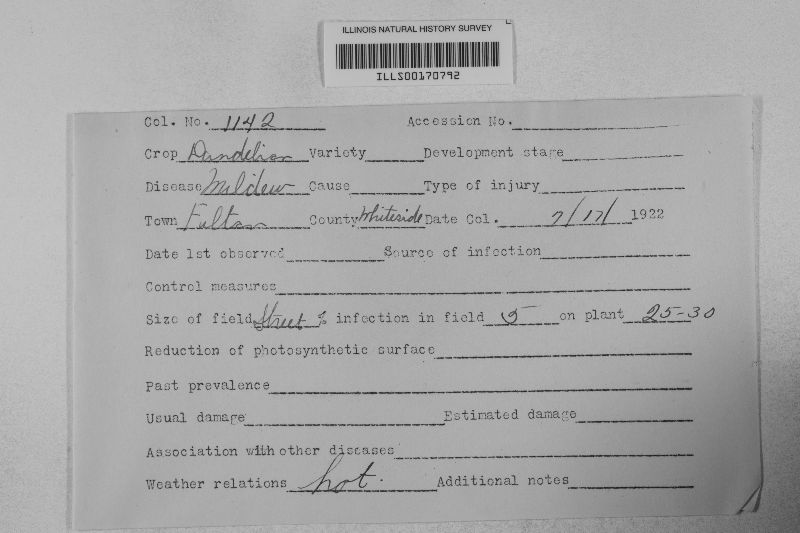 ILLINOIS NATURAL HISTORY SURVEY
ILLS00170792
Col. No. 1142 Accession No.
Crop Dandelion Variety Development stage
Disease Mildew Cause Type of injury
Town Fulton County Whiteside Date Col. 7/17/ 1922
Date 1st observed Source of infection
Control measures
Size of field Street % infection in field 5 on plant 25-30
Reduction of photosynthetic surface
Past prevalence
Usual damage Estimated damage
Association with other diseases
Weather relations hot. Additional notes